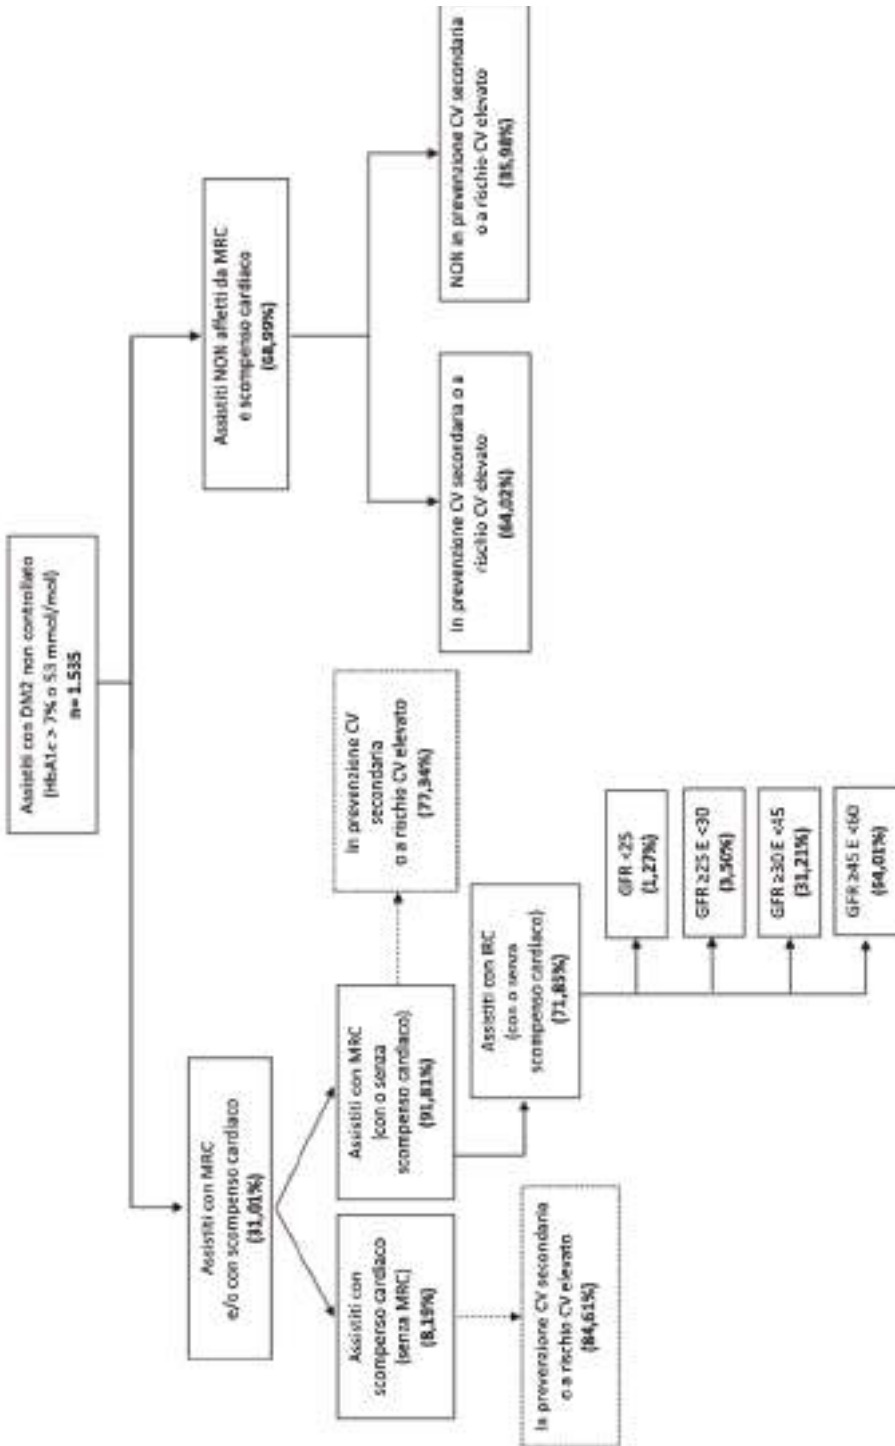 Assistiti con DM2 non controllato
(HbA1c > 7% o 53 mmol/mol)
n= 1.535
Assistiti con MRC
e/o con scompenso cardiaco
(31,01%)
Assistiti NON affetti da MRC
e scompenso cardiaco
(68,99%)
Assistiti con
scompenso cardiaco
(senza MRC)
(8,19%)
Assistiti con MRC
(con o senza
scompenso cardiaco)
(91,81%)
In prevenzione CV
secondaria
o a rischio CV elevato
(77,34%)
In prevenzione CV secondaria o a
rischio CV elevato
(64,02%)
NON in prevenzione CV secondaria
o a rischio CV elevato
(35,98%)
In prevenzione CV secondaria
o a rischio CV elevato
(84,61%)
Assistiti con IRC
(con o senza
scompenso cardiaco)
(71,83%)
GFR <25
(1,27%)
GFR ≥25 E <30
(3,50%)
GFR ≥30 E <45
(31,21%)
GFR ≥45 E <60
(64,01%)